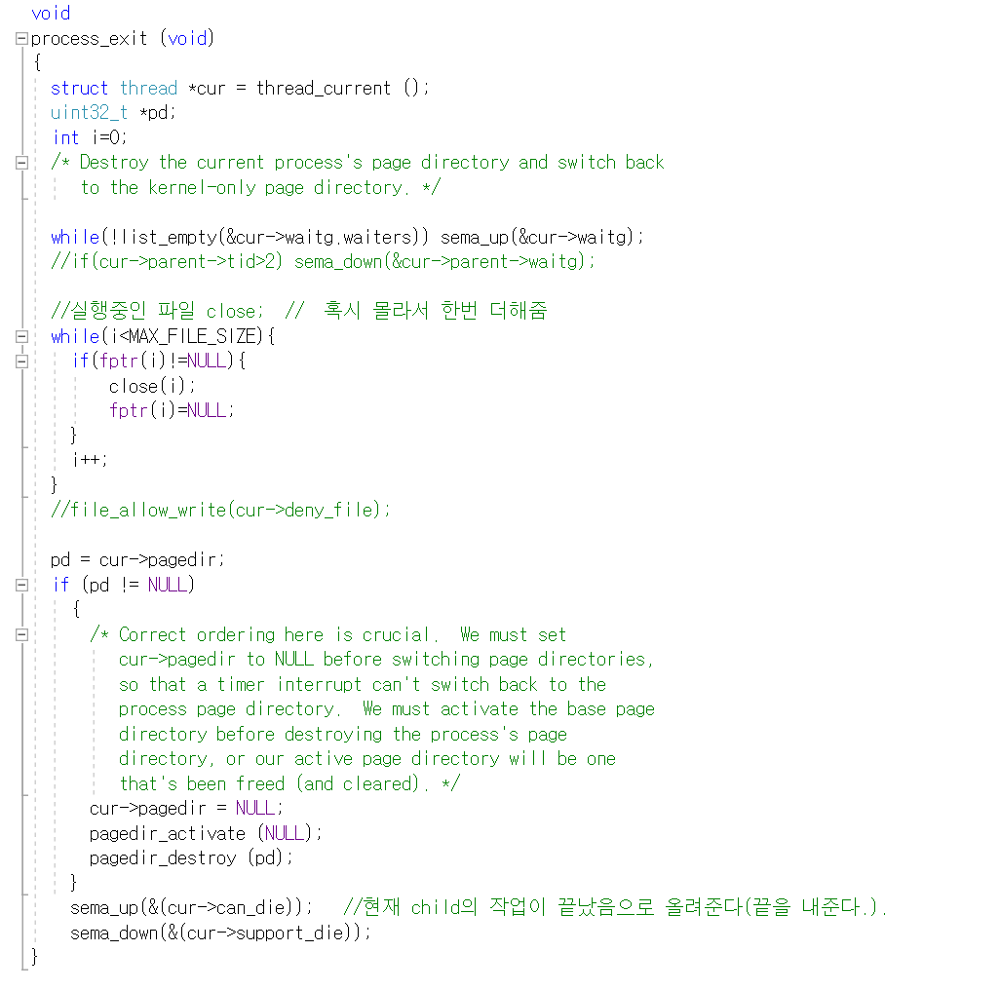 void
process_exit (void)
{
struct thread *cur = thread_current ();
uint32_t *pd;
int i=0;
/* Destroy the current process's page directory and switch back
to the kernel-only page directory. */
while(!list_empty(&cur->waitg.waiters)) sema_up(&cur->waitg);
//if(cur->parent->tid>2) sema_down(&cur->parent->waitg);
//실행중인 파일 close; // 혹시 몰라서 한번 더해줌
while(i<MAX_FILE_SIZE){
if(fptr(i)!=NULL){
close(i);
fptr(i)=NULL;
}
i++;
}
//file_allow_write(cur->deny_file);
pd = cur->pagedir;
if (pd != NULL)
{
/* Correct ordering here is crucial. We must set
cur->pagedir to NULL before switching page directories,
so that a timer interrupt can't switch back to the
process page directory. We must activate the base page
directory before destroying the process's page
directory, or our active page directory will be one
that's been freed (and cleared). */
cur->pagedir = NULL;
pagedir_activate (NULL);
pagedir_destroy (pd);
}
sema_up(&(cur->can_die)); //현재 child의 작업이 끝났음으로 올려준다(끝을 내준다.).
sema_down(&(cur->support_die));
}